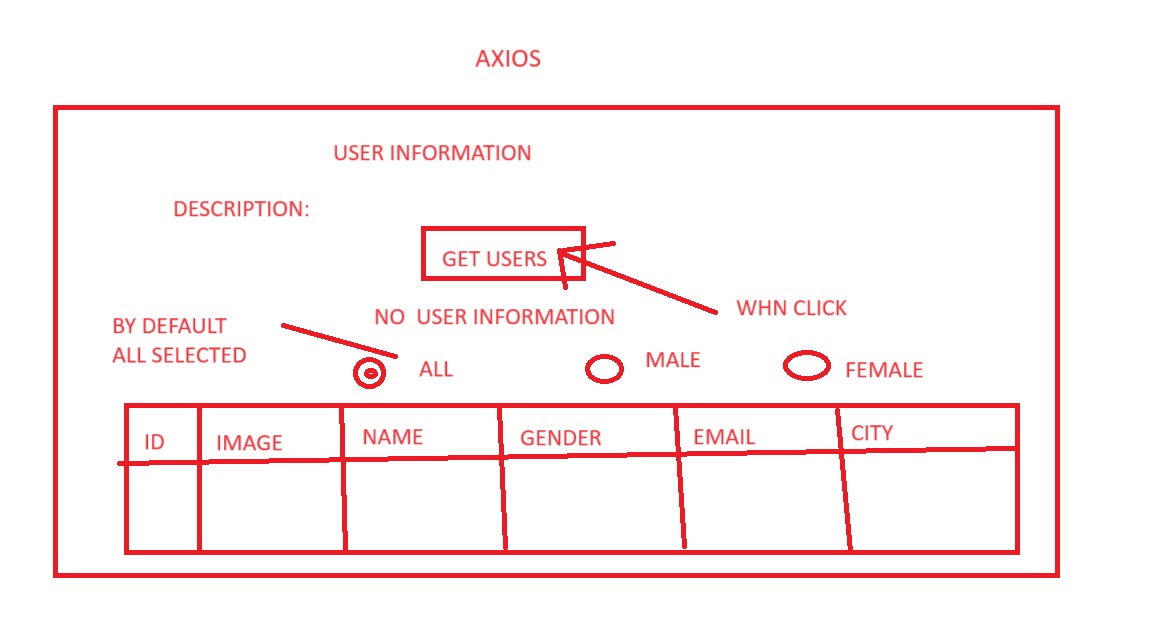 AXIOS
USER INFORMATION
DESCRIPTION:
GET USERS
WHN CLICK
NO USER INFORMATION
BY DEFAULT
ALL SELECTED
ALL
MALE
FEMALE
ID
IMAGE
NAME
GENDER
EMAIL
CITY